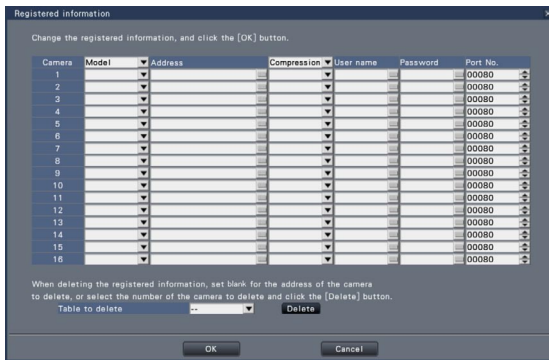 Registered information
Change the registered information, and click the [OK] button.
Camera Model Address Compression User name Password Port No.
1 00080
2 00080
3 00080
4 00080
5 00080
6 00080
7 00080
8 00080
9 00080
10 00080
11 00080
12 00080
13 00080
14 00080
15 00080
16 00080
When deleting the registered information, set blank for the address of the camera
to delete, or select the number of the camera to delete and click the [Delete] button.
Table to delete -- Delete
OK Cancel